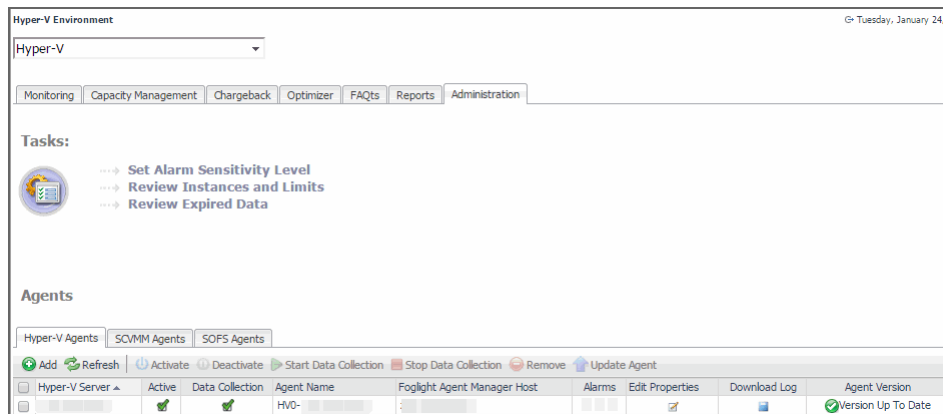 Hyper-V Environment Tuesday, January 24,
Hyper-V
Monitoring Capacity Management Chargeback Optimizer FAQts Reports Administration
Tasks:
Set Alarm Sensitivity Level
Review Instances and Limits
Review Expired Data
Agents
Hyper-V Agents SCVMM Agents SOFS Agents
Add Refresh Activate Deactivate Start Data Collection Stop Data Collection Remove Update Agent
Hyper-V Server Active Data Collection Agent Name Foglight Agent Manager Host Alarms Edit Properties Download Log Agent Version
HV0- Version Up To Date